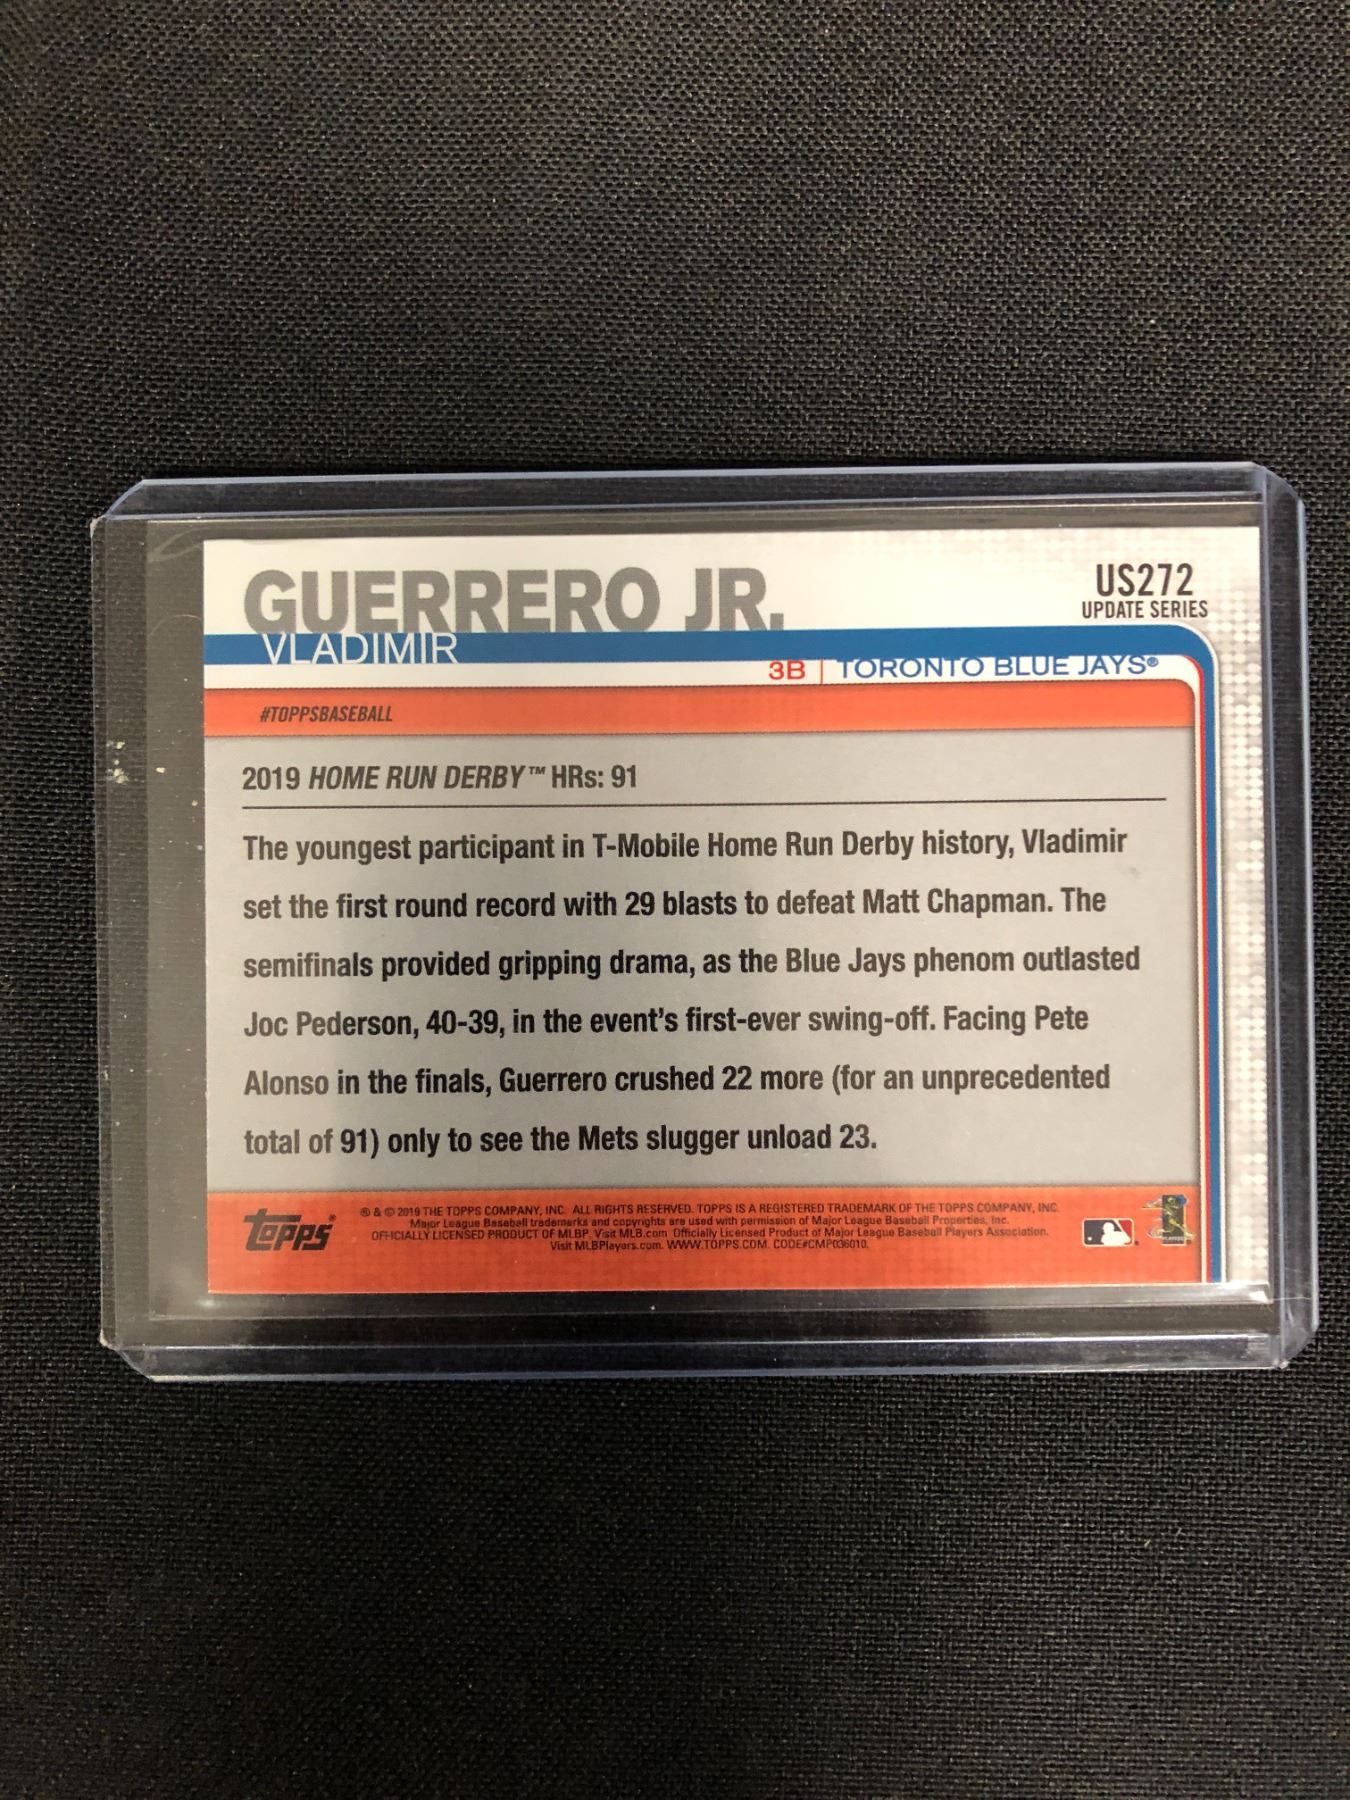 GUERRERO JR.
US272
UPDATE SERIES
VLADIMIR
3B | TORONTO BLUE JAYS®
#TOPPSBASEBALL
2019 HOME RUN DERBY™ HRs: 91
The youngest participant in T-Mobile Home Run Derby history, Vladimir
set the first round record with 29 blasts to defeat Matt Chapman. The
semifinals provided gripping drama, as the Blue Jays phenom outlasted
Joc Pederson, 40-39, in the event's first-ever swing-off. Facing Pete
Alonso in the finals, Guerrero crushed 22 more (for an unprecedented
total of 91) only to see the Mets slugger unload 23.
topps®
® & © 2019 THE TOPPS COMPANY, INC. ALL RIGHTS RESERVED. TOPPS IS A REGISTERED TRADEMARK OF THE TOPPS COMPANY, INC.
Major League Baseball trademarks and copyrights are used with permission of Major League Baseball Properties, Inc.
OFFICIALLY LICENSED PRODUCT OF MLBP. Visit MLB.com Officially Licensed Product of Major League Baseball Players Association.
Visit MLBPlayers.com. WWW.TOPPS.COM. CODE#CMP036010.